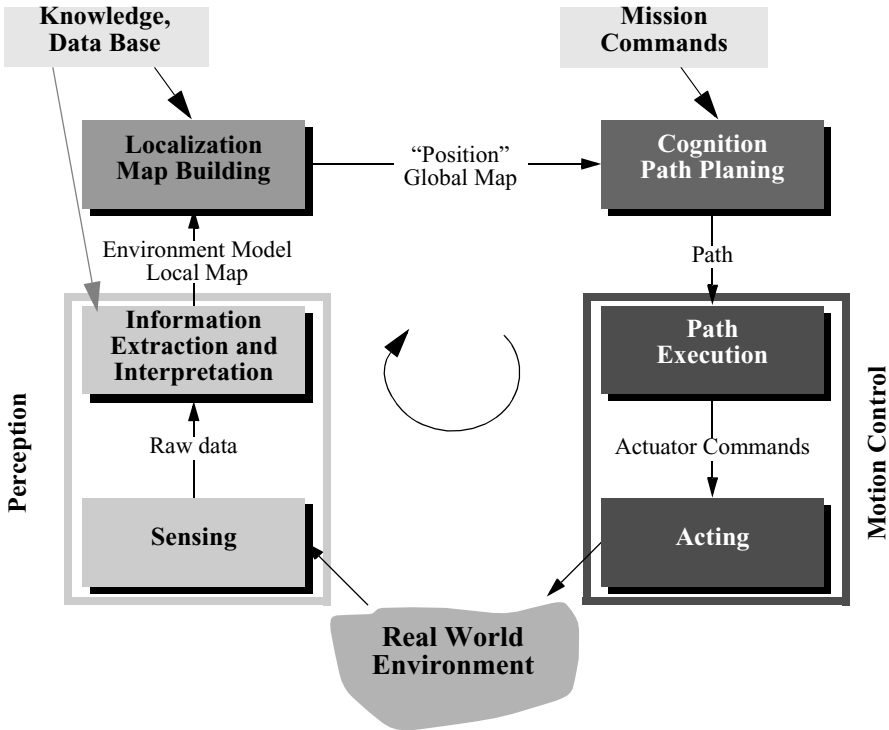 Knowledge,
Data Base
Mission
Commands
Localization
Map Building
“Position”
Global Map
Cognition
Path Planing
Environment Model
Local Map
Path
Information
Extraction and
Interpretation
Path
Execution
Perception
Motion Control
Raw data
Actuator Commands
Sensing
Acting
Real World
Environment